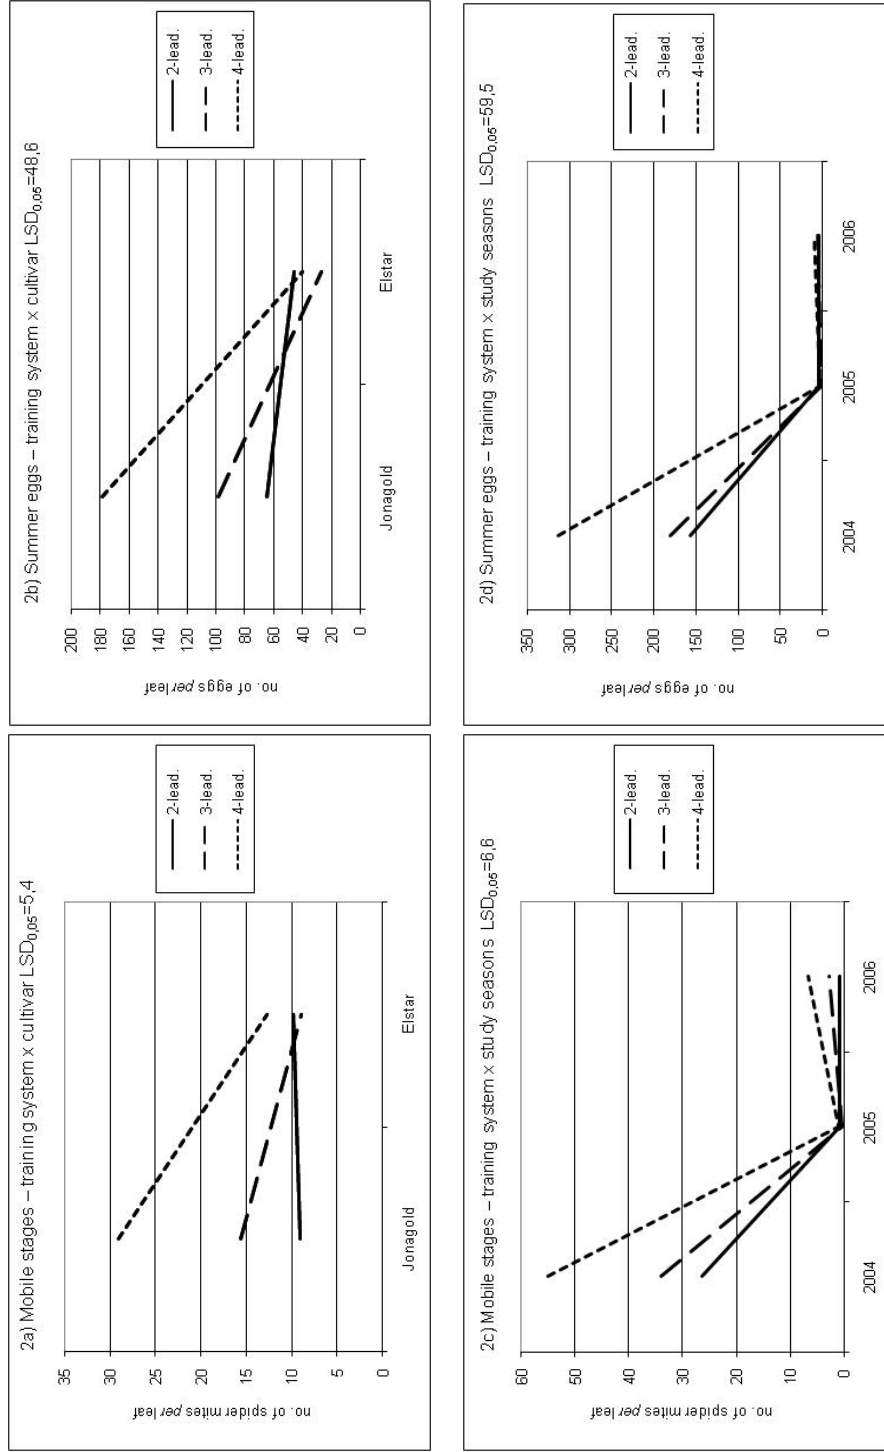 2a) Mobile stages – training system x cultivar LSD0,05=5,4
no. of spider mites per leaf
35
30
25
20
15
10
5
0
Jonagold
Elstar
2-lead.
3-lead.
4-lead.
2b) Summer eggs – training system x cultivar LSD0,05=48,6
no. of eggs per leaf
200
180
160
140
120
100
80
60
40
20
0
Jonagold
Elstar
2-lead.
3-lead.
4-lead.
2c) Mobile stages – training system x study seasons LSD0,05=6,6
no. of spider mites per leaf
60
50
40
30
20
10
0
2004
2005
2006
2-lead.
3-lead.
4-lead.
2d) Summer eggs – training system x study seasons LSD0,05=59,5
no. of eggs per leaf
350
300
250
200
150
100
50
0
2004
2005
2006
2-lead.
3-lead.
4-lead.